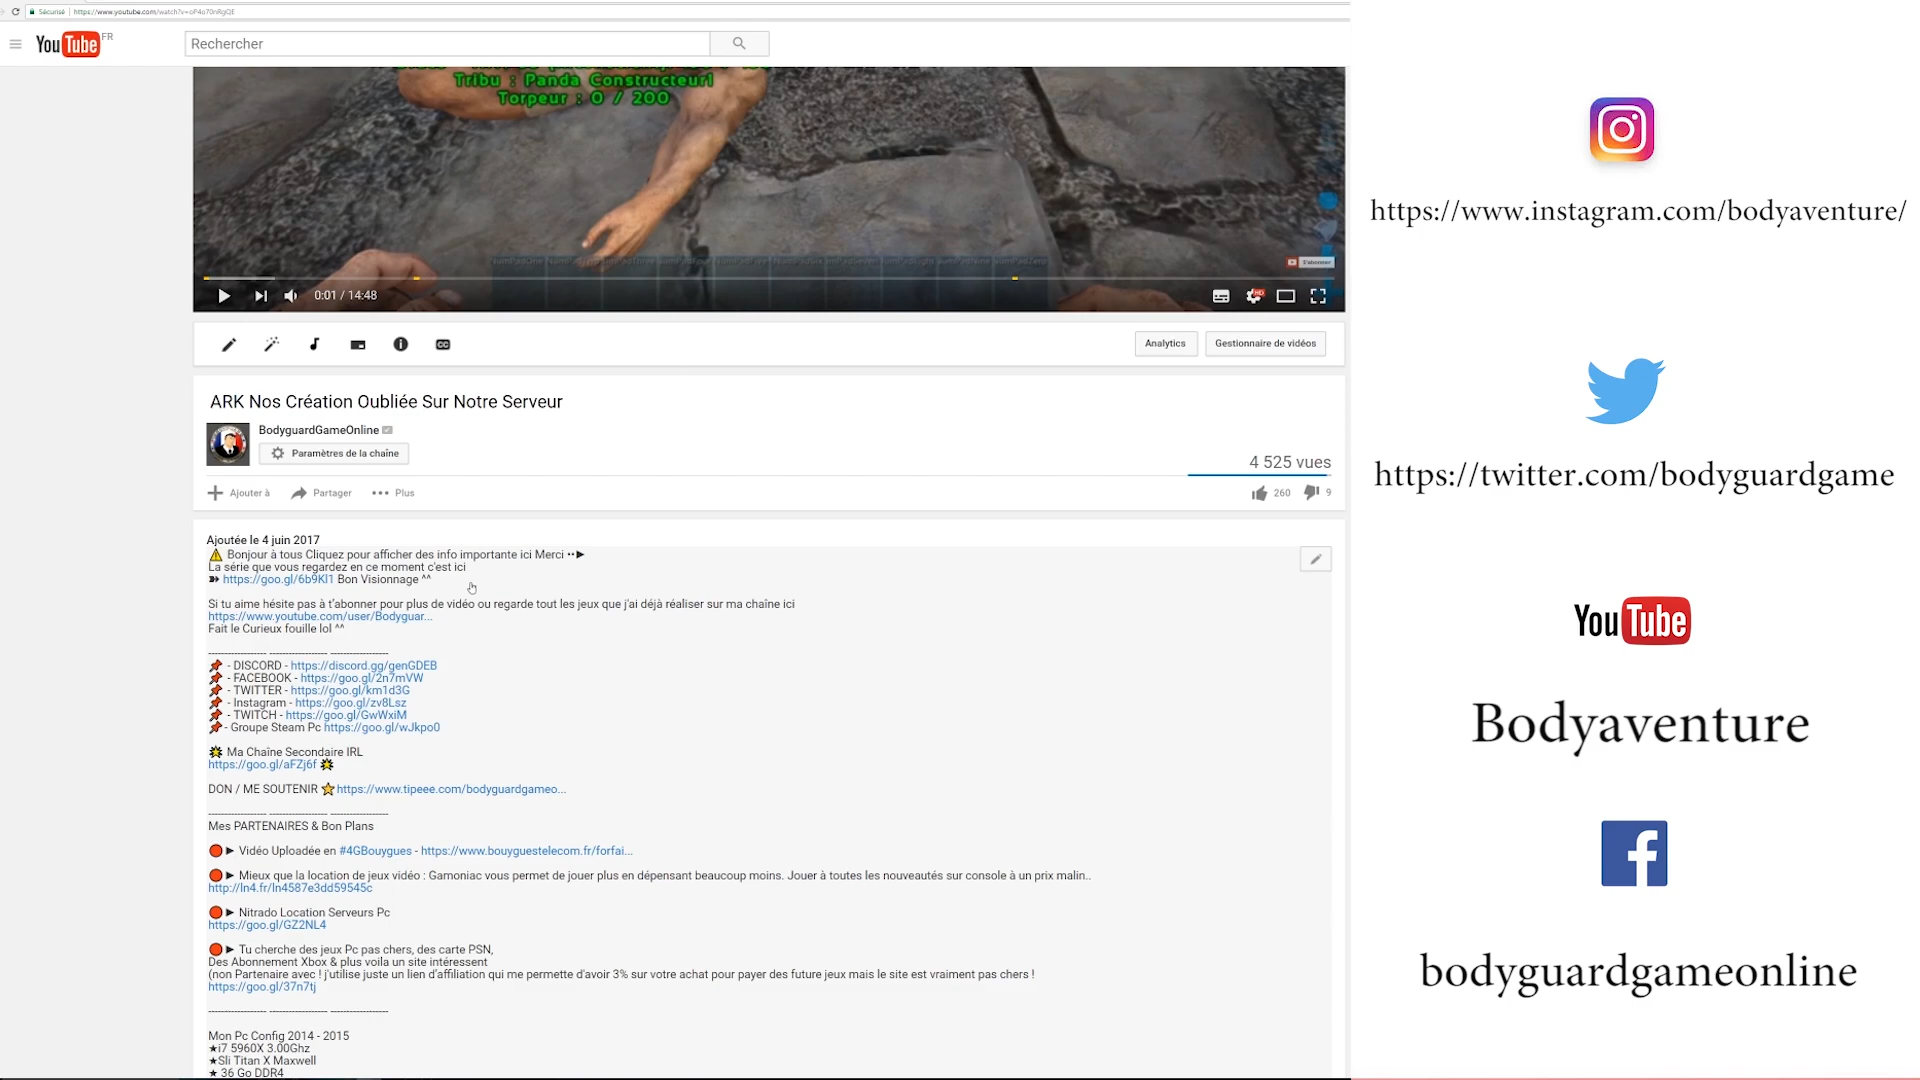 Sécurisé https://www.youtube.com/watch?v=oP4o70nRgQE
YouTube FR
Rechercher
Tribu : Panda Constructeur1
Torpeur : 0 / 200
S'abonner
0:01 / 14:48
HD
CC
Analytics
Gestionnaire de vidéos
ARK Nos Création Oubliée Sur Notre Serveur
BodyguardGameOnline
Paramètres de la chaîne
4 525 vues
Ajouter à
Partager
Plus
260
9
Ajoutée le 4 juin 2017
Bonjour à tous Cliquez pour afficher des info importante ici Merci ··►
La série que vous regardez en ce moment c'est ici
➽ https://goo.gl/6b9Kl1 Bon Visionnage ^^
Si tu aime hésite pas à t’abonner pour plus de vidéo ou regarde tout les jeux que j'ai déjà réaliser sur ma chaîne ici
https://www.youtube.com/user/Bodyguar...
Fait le Curieux fouille lol ^^
------------------- ------------------- -------------------
📌 - DISCORD - https://discord.gg/genGDEB
📌 - FACEBOOK - https://goo.gl/2n7mVW
📌 - TWITTER - https://goo.gl/km1d3G
📌 - Instagram - https://goo.gl/zv8Lsz
📌 - TWITCH - https://goo.gl/GwWxiM
📌- Groupe Steam Pc https://goo.gl/wJkpo0
Ma Chaîne Secondaire IRL
https://goo.gl/aFZj6f
DON / ME SOUTENIR ⭐ https://www.tipeee.com/bodyguardgameo...
------------------- ------------------- -------------------
Mes PARTENAIRES & Bon Plans
🔴► Vidéo Uploadée en #4GBouygues - https://www.bouyguestelecom.fr/forfai...
🔴► Mieux que la location de jeux vidéo : Gamoniac vous permet de jouer plus en dépensant beaucoup moins. Jouer à toutes les nouveautés sur console à un prix malin..
http://ln4.fr/ln4587e3dd59545c
🔴► Nitrado Location Serveurs Pc
https://goo.gl/GZ2NL4
🔴► Tu cherche des jeux Pc pas chers, des carte PSN,
Des Abonnement Xbox & plus voila un site intéressent
(non Partenaire avec ! j'utilise juste un lien d’affiliation qui me permette d'avoir 3% sur votre achat pour payer des future jeux mais le site est vraiment pas chers !
https://goo.gl/37n7tj
------------------- ------------------- -------------------
Mon Pc Config 2014 - 2015
★i7 5960X 3.00Ghz
★Sli Titan X Maxwell
★ 36 Go DDR4
https://www.instagram.com/bodyaventure/
https://twitter.com/bodyguardgame
YouTube
Bodyaventure
f
bodyguardgameonline